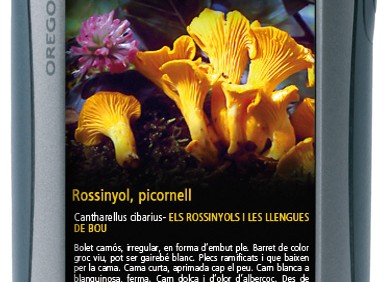 OREGO
Rossinyol, picornell
Cantharellus cibarius- ELS ROSSINYOLS I LES LLENGUES
DE BOU
Bolet carnós, irregular, en forma d'embut ple. Barret de color
groc viu, pot ser gairebé blanc. Plecs ramificats i que baixen
per la cama. Cama curta, aprimada cap el peu. Carn blanca a
blanquinosa, ferma. Carn dolça i d'olor d'albercoc. Des de